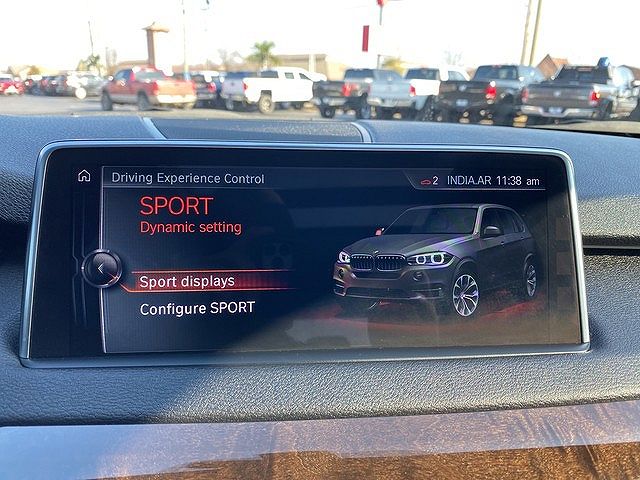 Driving Experience Control
2 INDIA.AR 11:38 am
SPORT
Dynamic setting
Sport displays
Configure SPORT